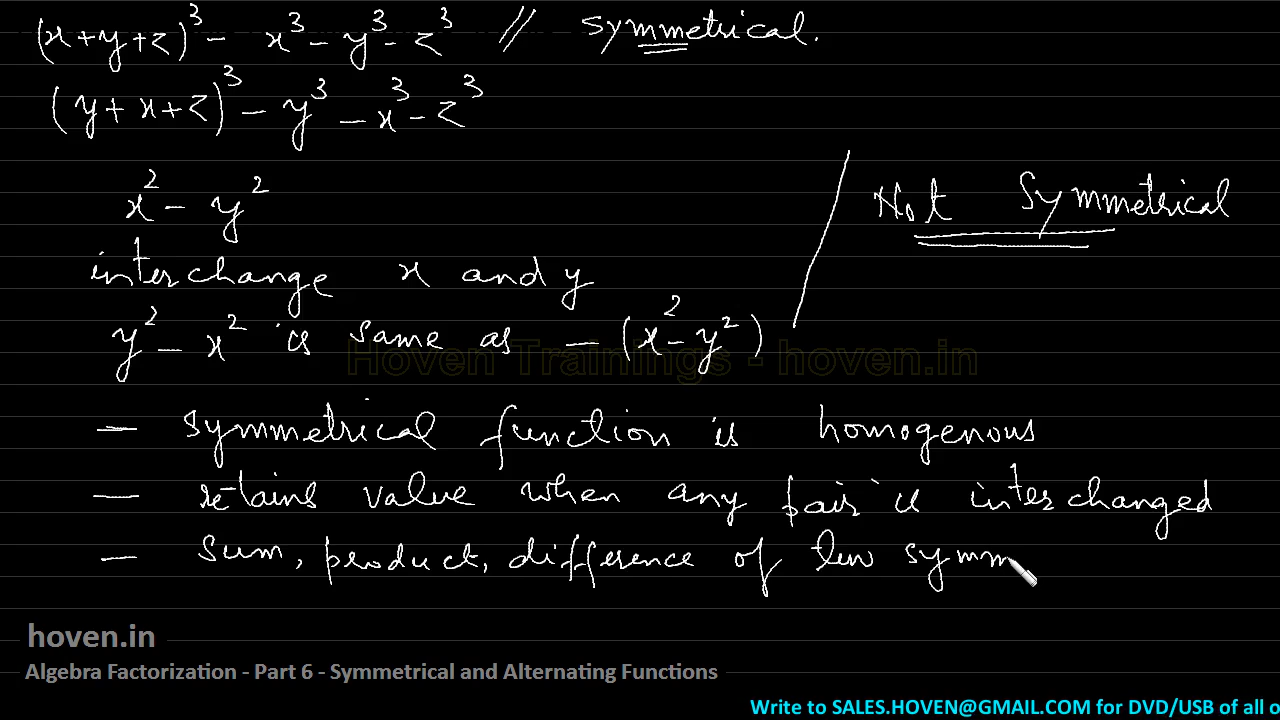 (x+y+z)³ - x³ - y³ - z³ // symmetrical.
(y+x+z)³ - y³ - x³ - z³
x² - y²
Not Symmetrical
interchange x and y
y² - x² is same as - (x² - y²)
Hoven Trainings - hoven.in
- symmetrical function is homogenous
- retains value when any pair is interchanged
- Sum, product, difference of two symm
hoven.in
Algebra Factorization - Part 6 - Symmetrical and Alternating Functions
Write to SALES.HOVEN@GMAIL.COM for DVD/USB of all o